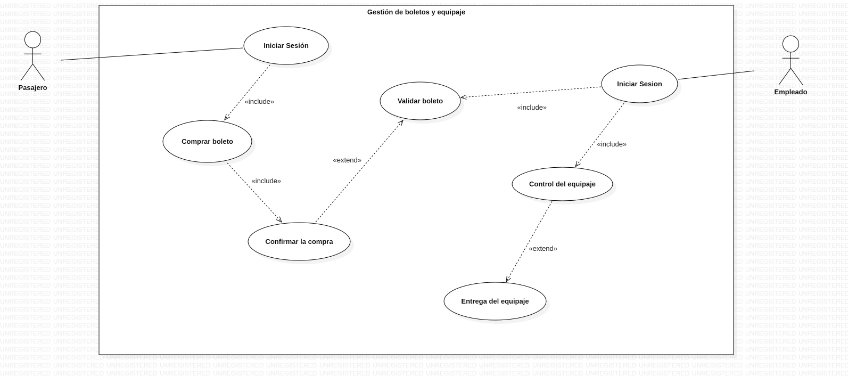 Gestión de boletos y equipaje
Iniciar Sesión
Pasajero
Iniciar Sesion
Empleado
Validar boleto
«include»
«include»
Comprar boleto
«include»
«extend»
«include»
Control del equipaje
Confirmar la compra
«extend»
Entrega del equipaje